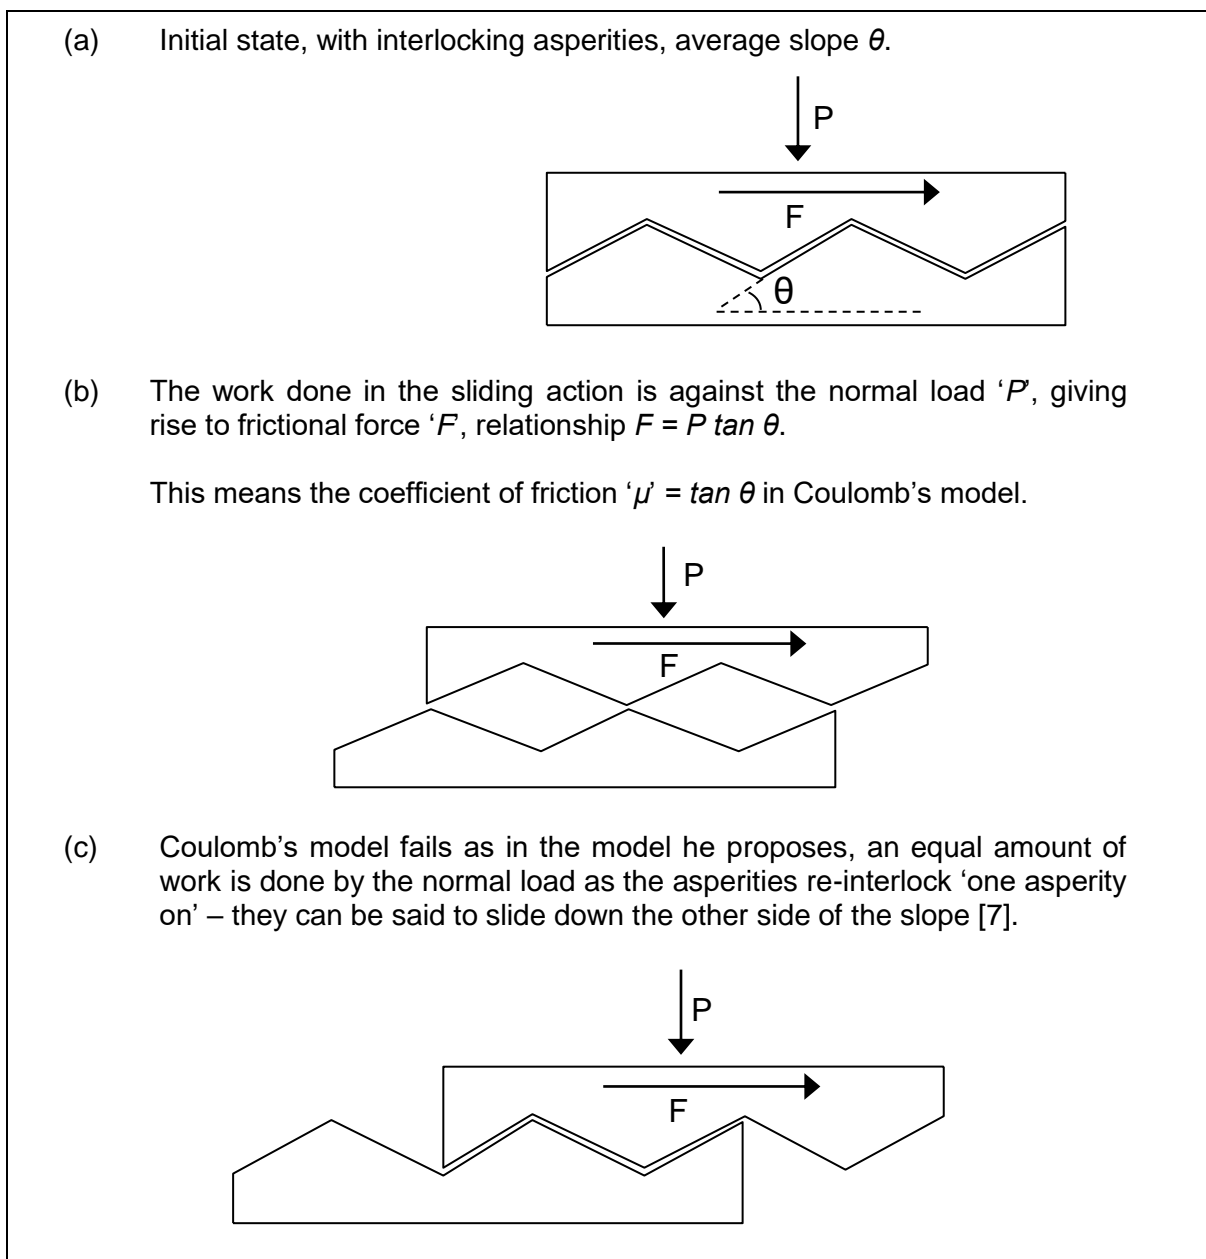 (a) Initial state, with interlocking asperities, average slope θ.
P
F
θ
(b) The work done in the sliding action is against the normal load ‘P’, giving
rise to frictional force ‘F’, relationship F = P tan θ.
This means the coefficient of friction ‘μ’ = tan θ in Coulomb’s model.
P
F
(c) Coulomb’s model fails as in the model he proposes, an equal amount of
work is done by the normal load as the asperities re-interlock ‘one asperity
on’ – they can be said to slide down the other side of the slope [7].
P
F